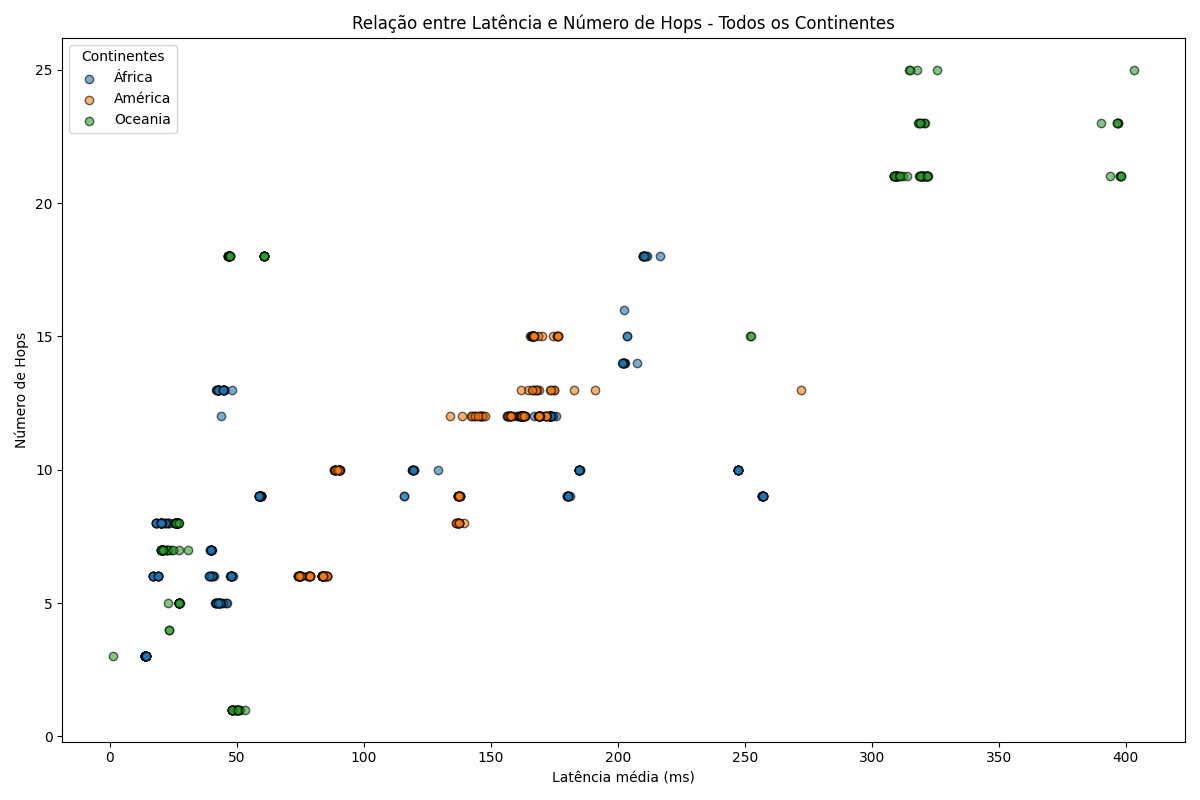 Relação entre Latência e Número de Hops - Todos os Continentes
Continentes
África
América
Oceania
Número de Hops
25
20
15
10
5
0
0 50 100 150 200 250 300 350 400
Latência média (ms)